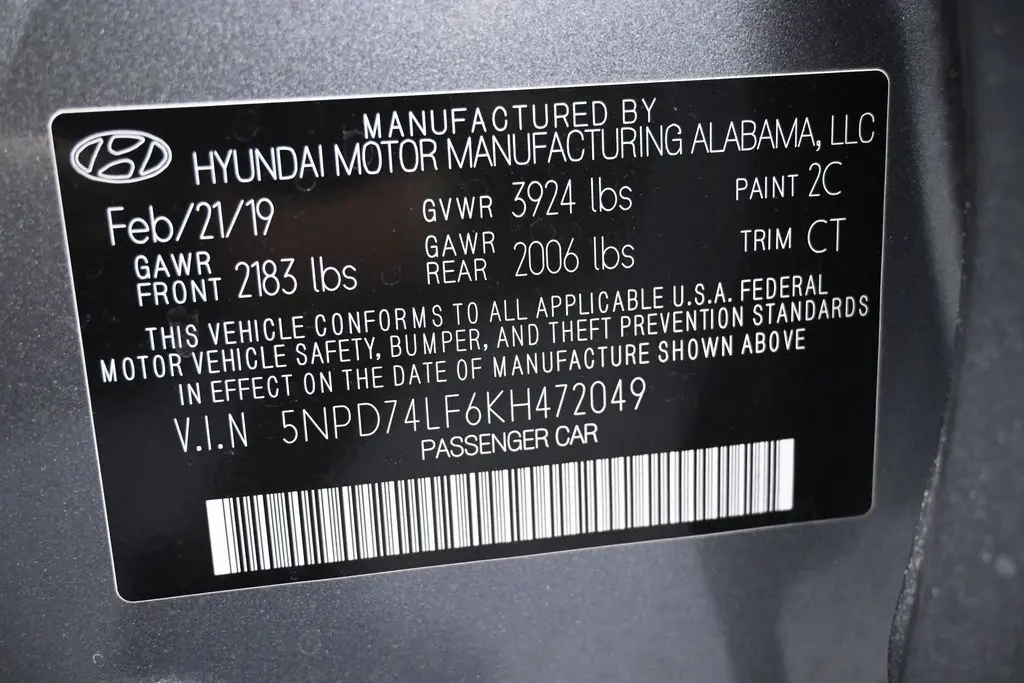 MANUFACTURED BY
HYUNDAI MOTOR MANUFACTURING ALABAMA, LLC
Feb/21/19 GVWR 3924 lbs PAINT 2C
GAWR FRONT 2183 lbs GAWR REAR 2006 lbs TRIM CT
THIS VEHICLE CONFORMS TO ALL APPLICABLE U.S.A. FEDERAL
MOTOR VEHICLE SAFETY, BUMPER, AND THEFT PREVENTION STANDARDS
IN EFFECT ON THE DATE OF MANUFACTURE SHOWN ABOVE
V.I.N 5NPD74LF6KH472049
PASSENGER CAR